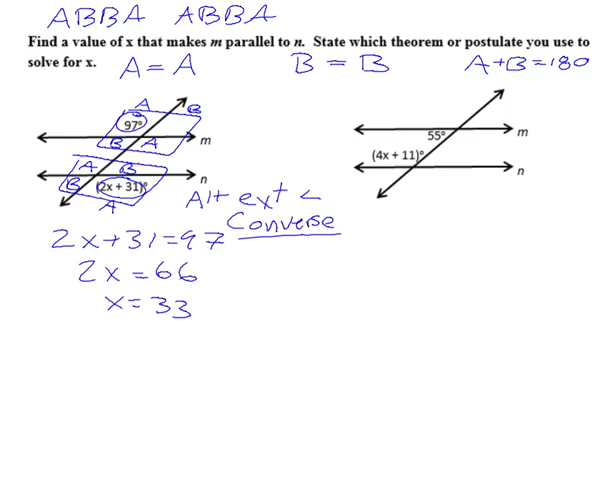 ABBA ABBA
Find a value of x that makes m parallel to n. State which theorem or postulate you use to
solve for x.
A = A
B = B
A+B=180
A
B
97°
B
A
m
A
B
B
(2x + 31)°
n
A
Alt ext <
Converse
2x+31=97
2x=66
x=33
55°
m
(4x + 11)°
n